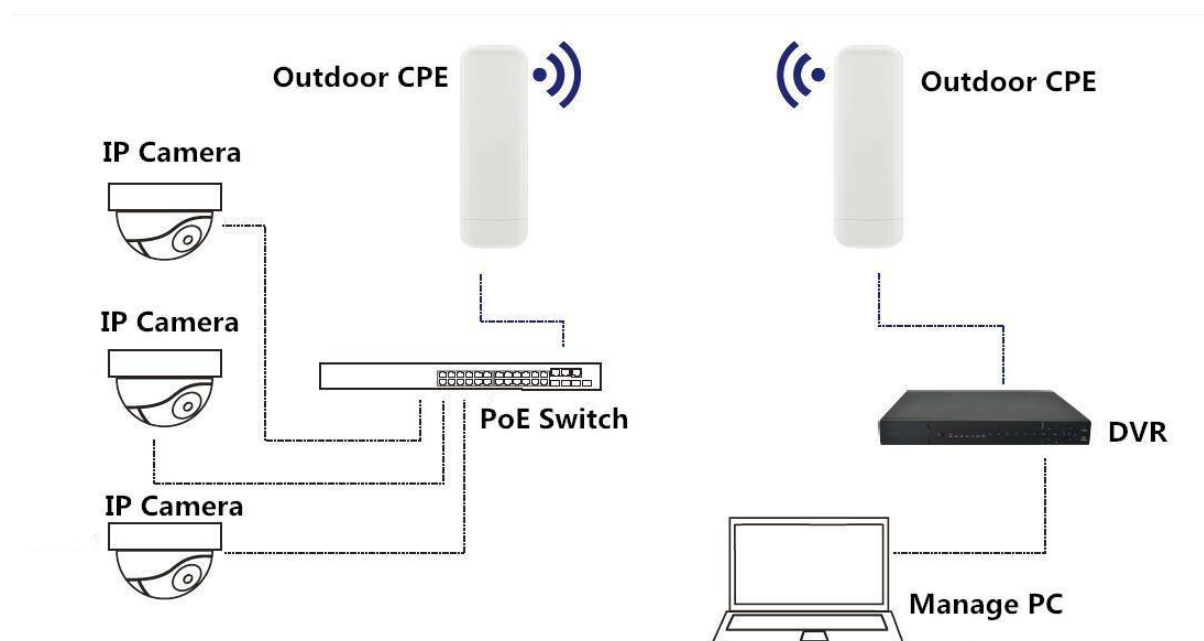 Outdoor CPE
Outdoor CPE
IP Camera
IP Camera
PoE Switch
DVR
IP Camera
Manage PC